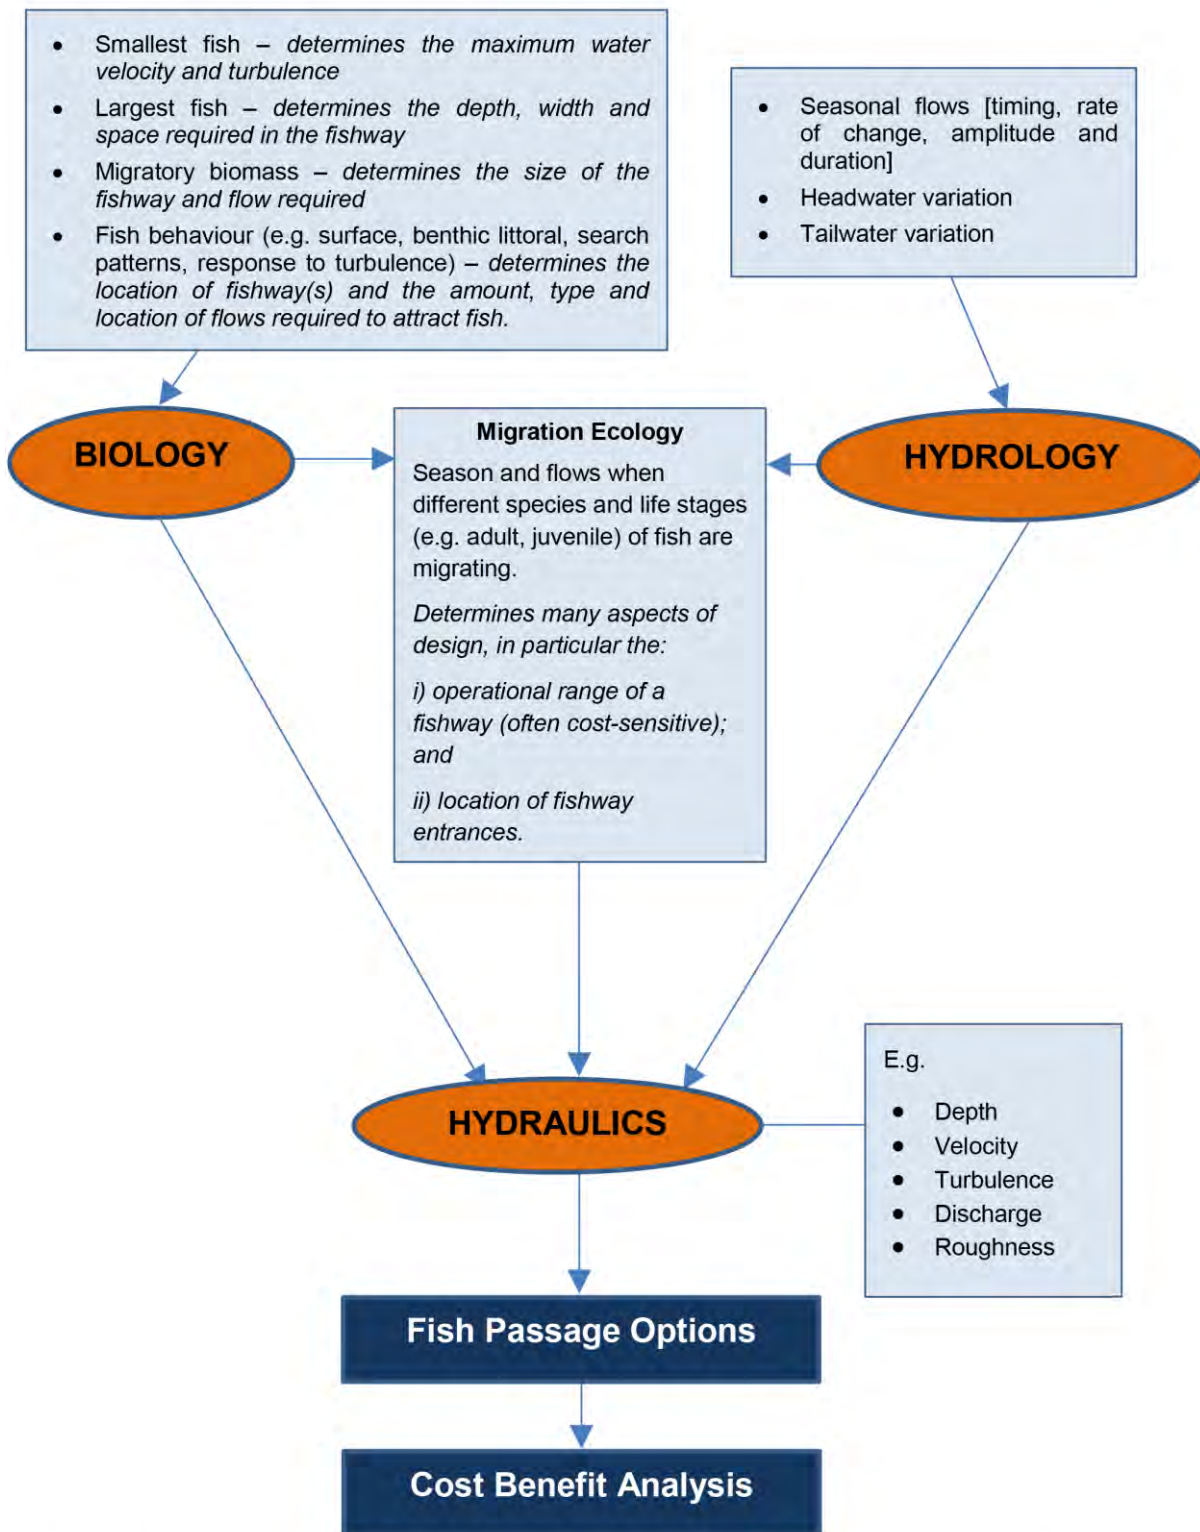 • Smallest fish – determines the maximum water
velocity and turbulence
• Largest fish – determines the depth, width and
space required in the fishway
• Migratory biomass – determines the size of the
fishway and flow required
• Fish behaviour (e.g. surface, benthic littoral, search
patterns, response to turbulence) – determines the
location of fishway(s) and the amount, type and
location of flows required to attract fish.
• Seasonal flows [timing, rate
of change, amplitude and
duration]
• Headwater variation
• Tailwater variation
BIOLOGY
Migration Ecology
Season and flows when
different species and life stages
(e.g. adult, juvenile) of fish are
migrating.
Determines many aspects of
design, in particular the:
i) operational range of a
fishway (often cost-sensitive);
and
ii) location of fishway
entrances.
HYDROLOGY
HYDRAULICS
E.g.
• Depth
• Velocity
• Turbulence
• Discharge
• Roughness
Fish Passage Options
Cost Benefit Analysis